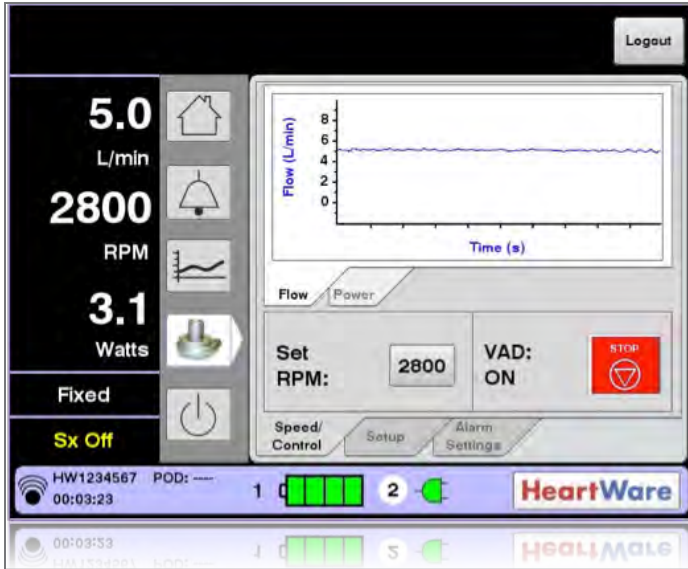 Logout
5.0
L/min
2800
RPM
3.1
Watts
Fixed
Sx Off
Flow (L/min)
8
6
4
2
0
Time (s)
Flow
Power
Set
RPM:
2800
VAD:
ON
STOP
Speed/
Control
Setup
Alarm
Settings
HW1234567 POD: ----
00:03:23
1
2
HeartWare